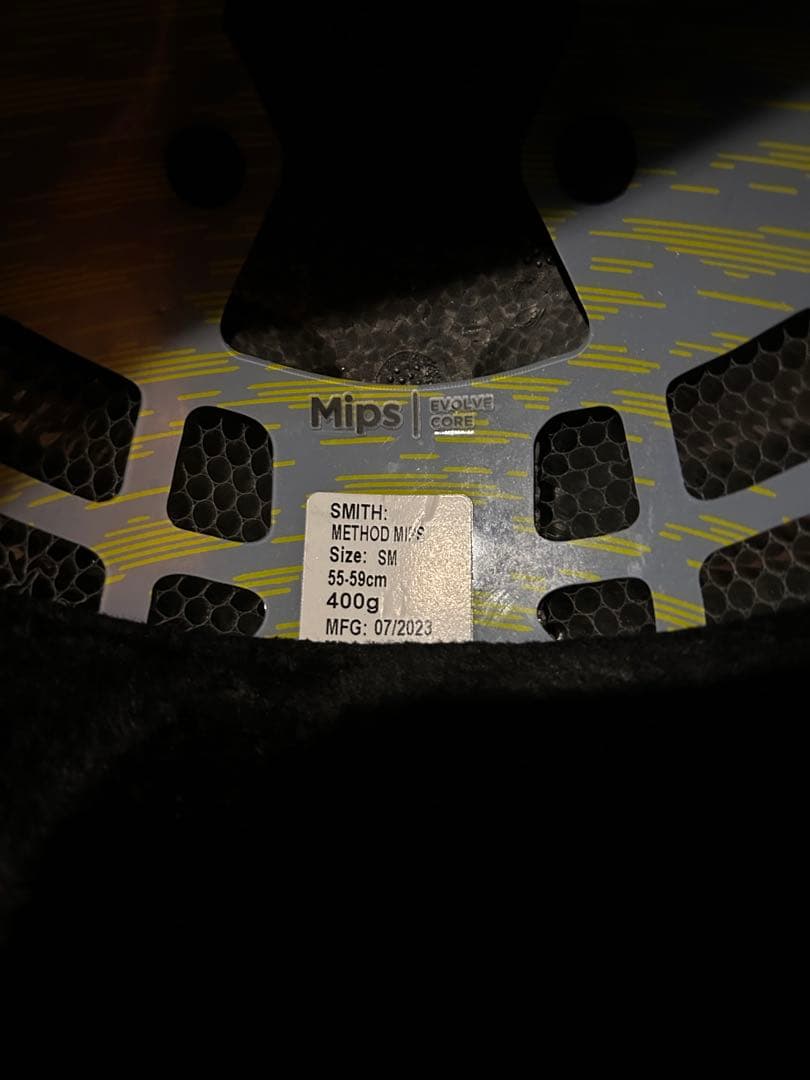 Mips | EVOLVE
CORE
SMITH:
METHOD MIPS
Size: SM
55-59cm
400g
MFG: 07/2023